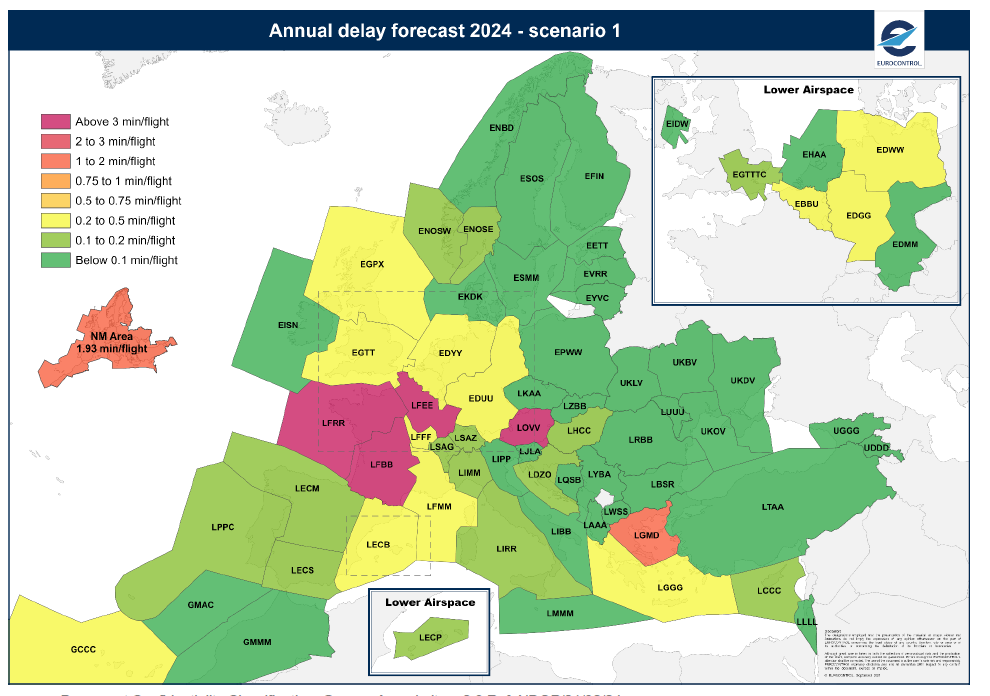 Annual delay forecast 2024 - scenario 1
EUROCONTROL
Above 3 min/flight
2 to 3 min/flight
1 to 2 min/flight
0.75 to 1 min/flight
0.5 to 0.75 min/flight
0.2 to 0.5 min/flight
0.1 to 0.2 min/flight
Below 0.1 min/flight
NM Area
1.93 min/flight
Lower Airspace
EIDW
EGTTTC
EHAA
EDWW
EBBU
EDGG
EDMM
ENBD
ESOS
EFIN
ENOSW
ENOSE
EGPX
EETT
ESMM
EVRR
EKDK
EYVC
EISN
EGTT
EDYY
EPWW
UKBV
UKLV
UKDV
EDUU
LKAA
LFEE
LZBB
LUUU
LFRR
LOVV
LHCC
UKOV
UGGG
LFFF
LSAZ
LSAG
LRBB
UDDD
LJLA
LIPP
LFBB
LIMM
LDZO
LQSB
LYBA
LBSR
LECM
LFMM
LWSS
LTAA
LPPC
LIBB
LAAA
LGMD
LECB
LIRR
LECS
LGGG
LCCC
GMAC
LMMM
LLLL
GCCC
GMMM
Lower Airspace
LECP